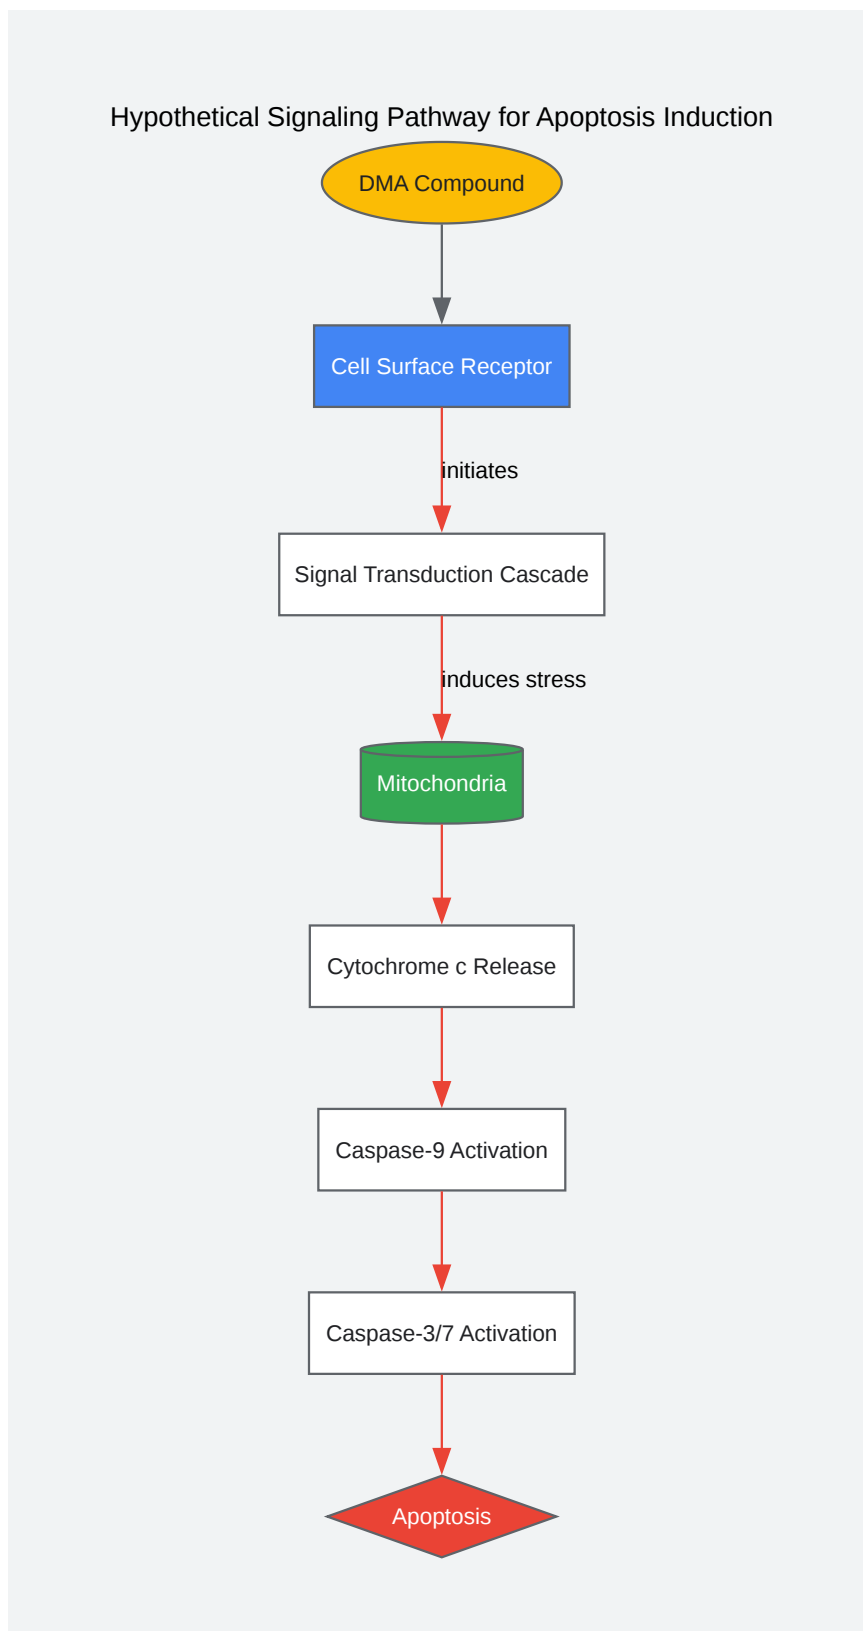 Hypothetical Signaling Pathway for Apoptosis Induction
DMA Compound
Cell Surface Receptor
initiates
Signal Transduction Cascade
induces stress
Mitochondria
Cytochrome c Release
Caspase-9 Activation
Caspase-3/7 Activation
Apoptosis